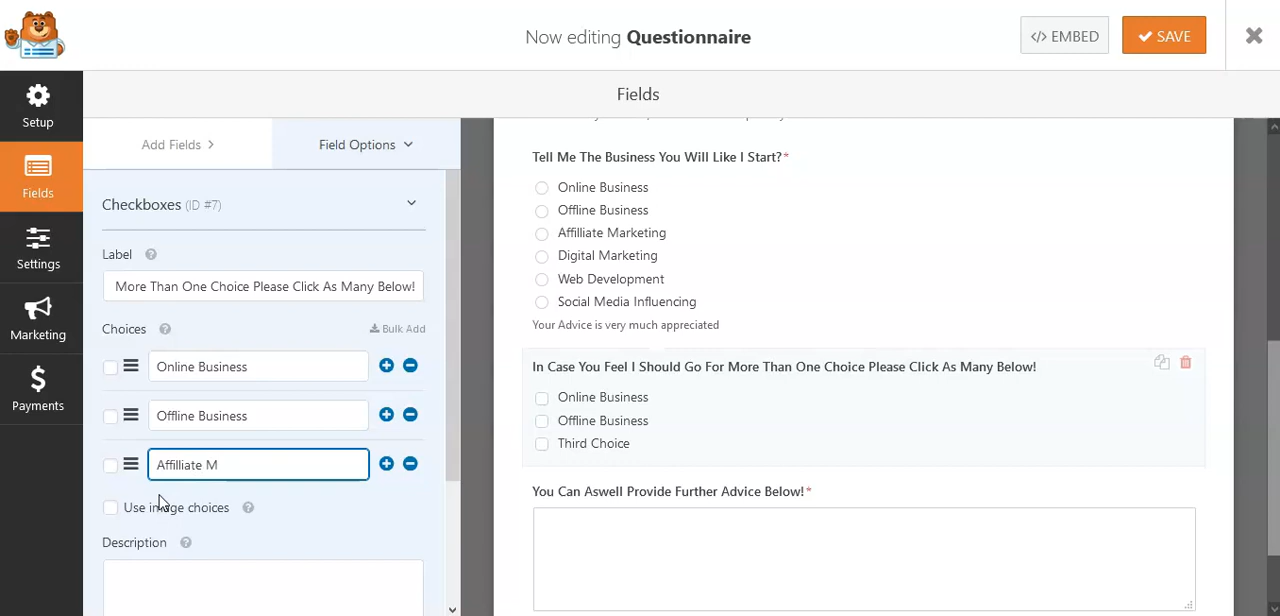 Now editing Questionnaire
</> EMBED
SAVE
Setup
Fields
Settings
Marketing
Payments
Fields
Add Fields
Field Options
Checkboxes (ID #7)
Label
More Than One Choice Please Click As Many Below!
Choices
Bulk Add
Online Business
Offline Business
Affilliate M
Use image choices
Description
Tell Me The Business You Will Like I Start?*
Online Business
Offline Business
Affilliate Marketing
Digital Marketing
Web Development
Social Media Influencing
Your Advice is very much appreciated
In Case You Feel I Should Go For More Than One Choice Please Click As Many Below!
Online Business
Offline Business
Third Choice
You Can Aswell Provide Further Advice Below!*